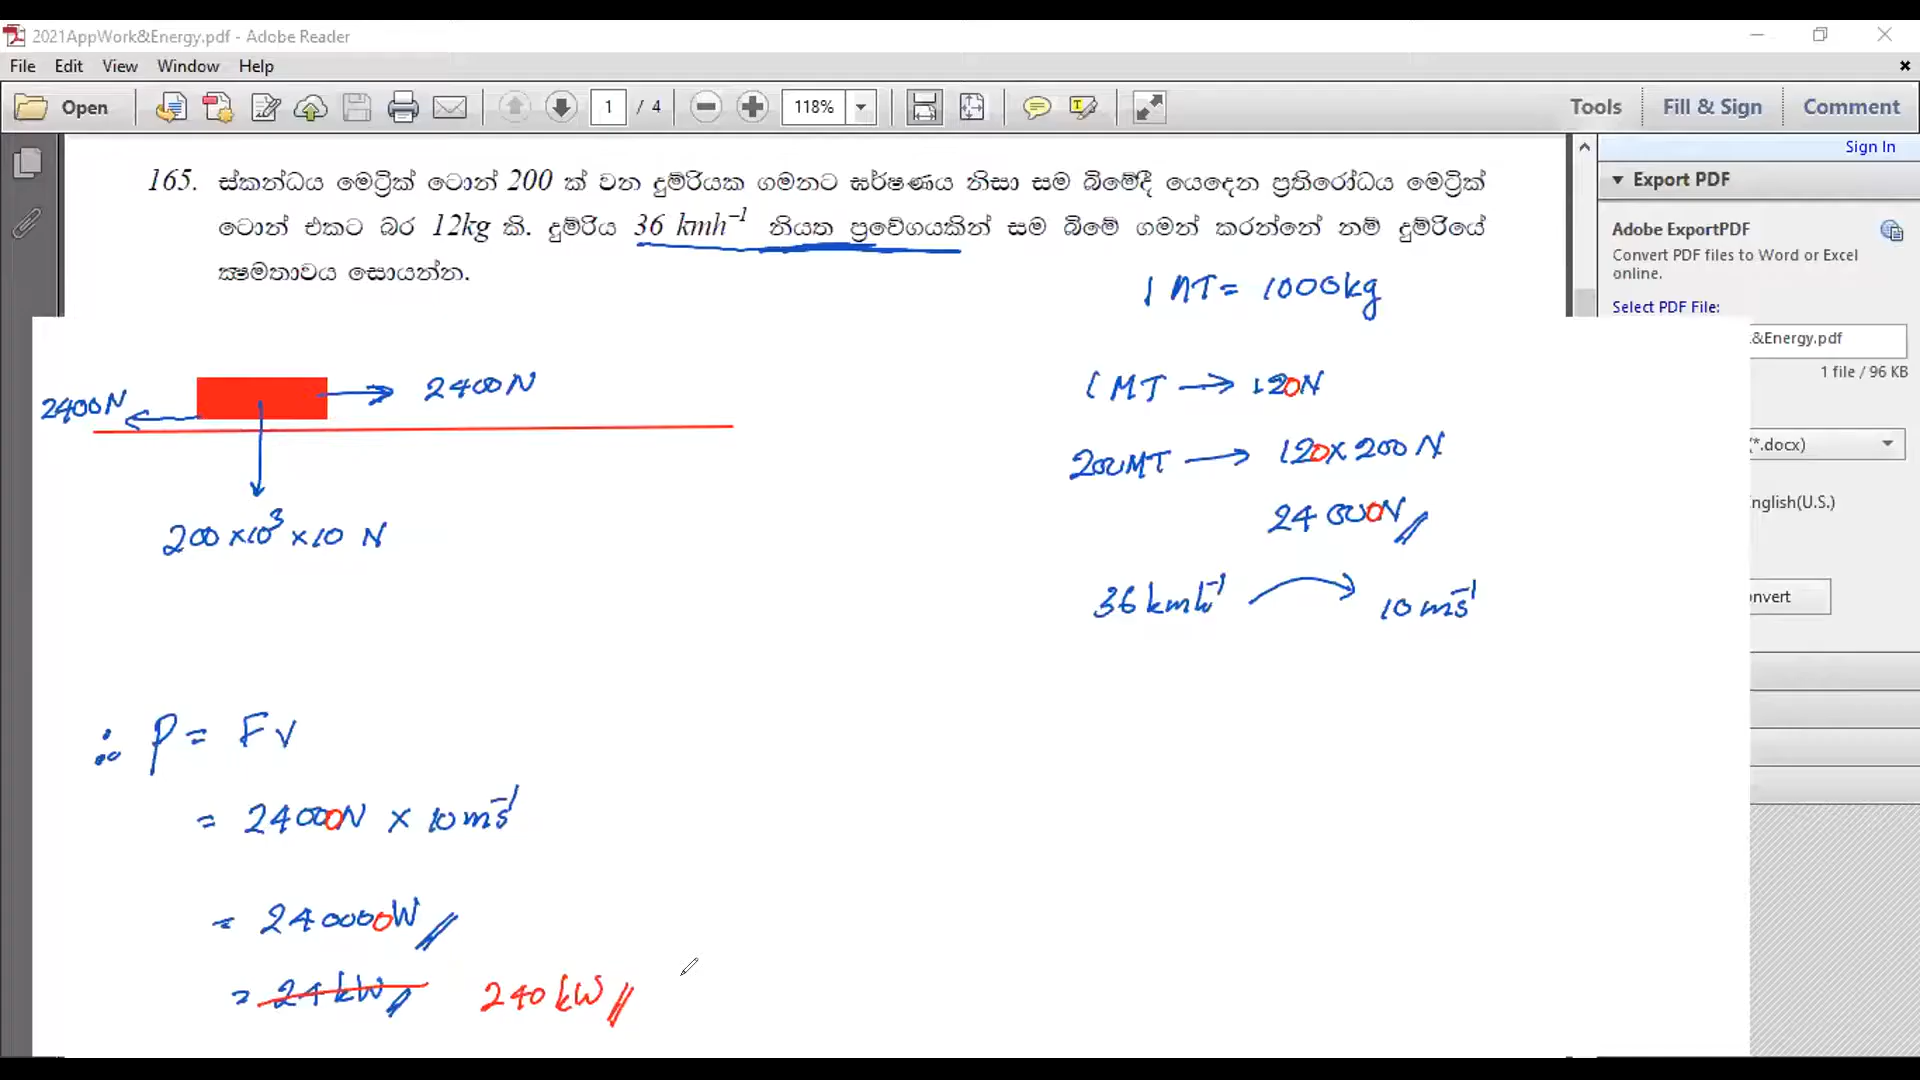 2021AppWork&Energy.pdf - Adobe Reader
File Edit View Window Help
Open 1 / 4 118% Tools Fill & Sign Comment
Sign In
Export PDF
Adobe ExportPDF
Convert PDF files to Word or Excel
online.
Select PDF File:
&Energy.pdf
1 file / 96 KB
(*.docx)
nglish(U.S.)
onvert
165. ස්කන්ධය මෙට්‍රික් ටොන් 200 ක් වන දුම්රියක ගමනට ඝර්ෂණය නිසා සම බිමේදී යෙදෙන ප්‍රතිරෝධය මෙට්‍රික්
ටොන් එකට බර 12kg කි. දුම්රිය 36 kmh⁻¹ නියත ප්‍රවේගයකින් සම බිමේ ගමන් කරන්නේ නම් දුම්රියේ
ක්‍ෂමතාවය සොයන්න.
1 MT = 1000kg
2400N 2400N
200 x 10³ x 10 N
1 MT → 120N
200MT → 120 x 200 N
24000N
36 kmh⁻¹ 10 ms⁻¹
∴ P = F v
= 24000N x 10 ms⁻¹
= 240000W
= 24 kW 240 kW